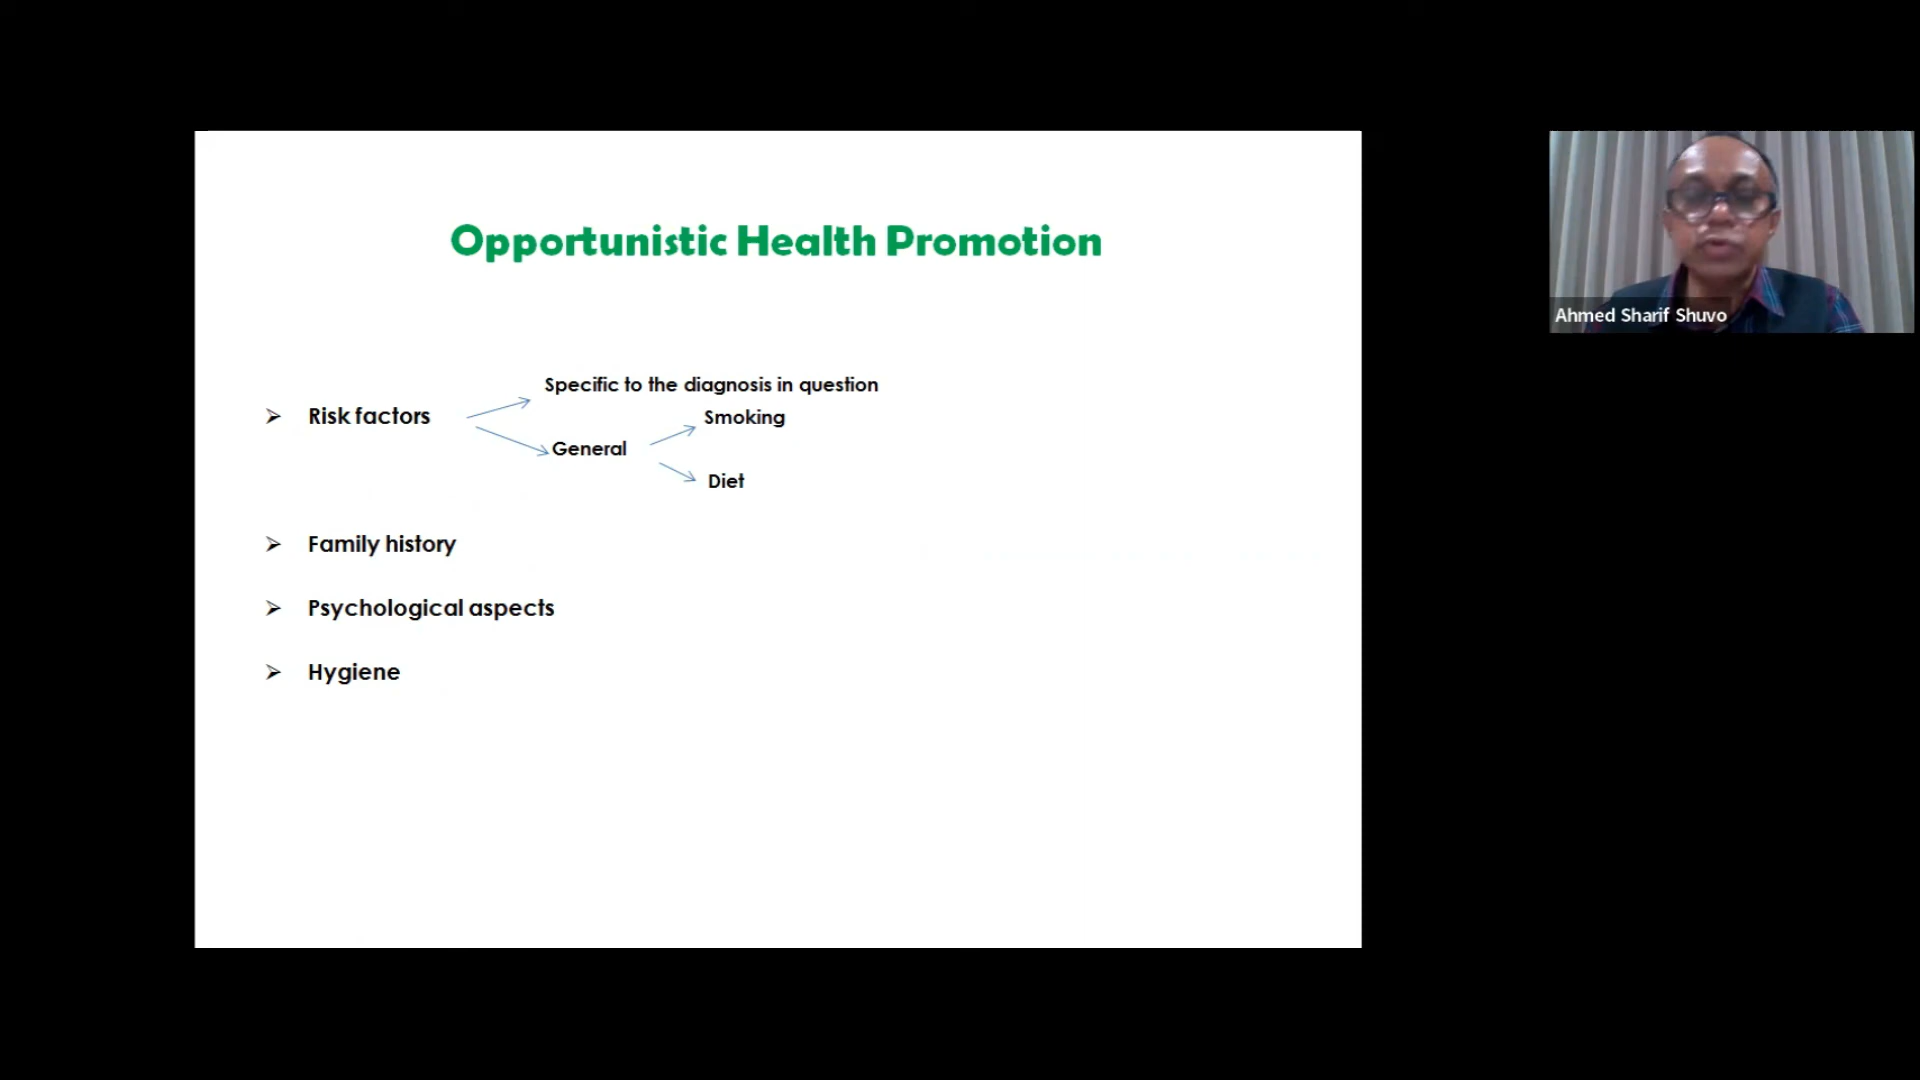 Opportunistic Health Promotion
Specific to the diagnosis in question
➢ Risk factors
Smoking
General
Diet
➢ Family history
➢ Psychological aspects
➢ Hygiene
Ahmed Sharif Shuvo